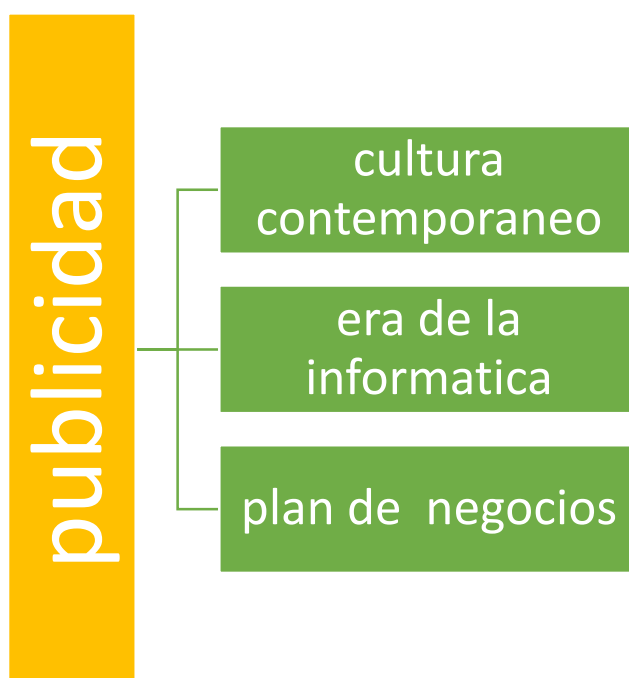 publicidad
cultura
contemporaneo
era de la
informatica
plan de  negocios